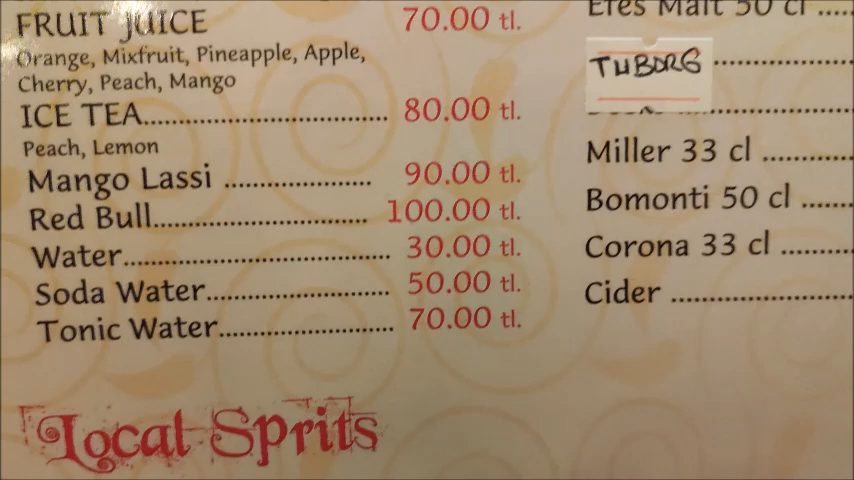 FRUIT JUICE 70.00 tl.
Orange, Mixfruit, Pineapple, Apple,
Cherry, Peach, Mango
ICE TEA................................ 80.00 tl.
Peach, Lemon
Mango Lassi ................... 90.00 tl.
Red Bull............................ 100.00 tl.
Water.................................. 30.00 tl.
Soda Water........................ 50.00 tl.
Tonic Water....................... 70.00 tl.
Local Sprits
Efes Malt 50 cl .....
TUBORG ..................
Miller 33 cl ............
Bomonti 50 cl .......
Corona 33 cl ..........
Cider ........................